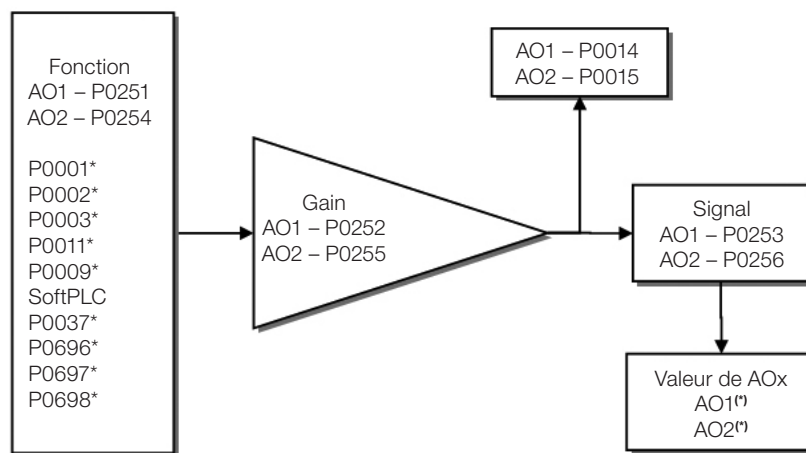 Fonction
AO1 – P0251
AO2 – P0254
P0001*
P0002*
P0003*
P0011*
P0009*
SoftPLC
P0037*
P0696*
P0697*
P0698*
Gain
AO1 – P0252
AO2 – P0255
AO1 – P0014
AO2 – P0015
Signal
AO1 – P0253
AO2 – P0256
Valeur de AOx
AO1(*)
AO2(*)